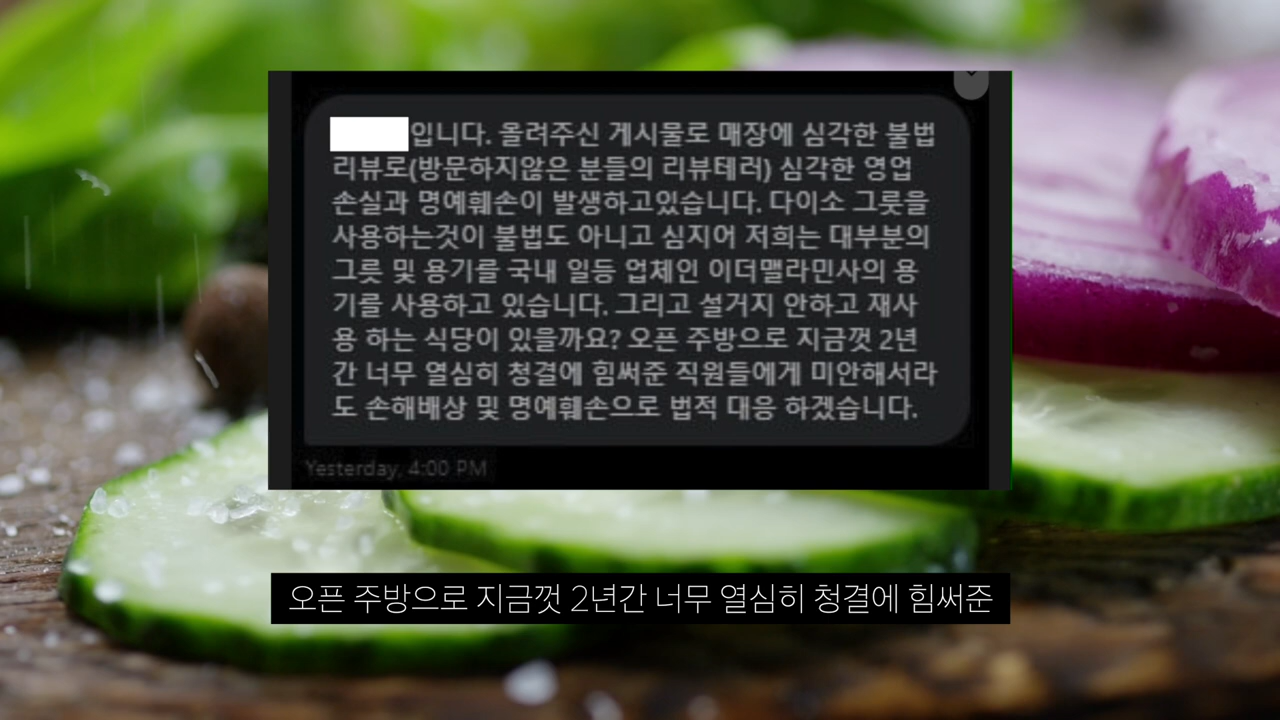 입니다. 올려주신 게시물로 매장에 심각한 불법
리뷰로(방문하지않은 분들의 리뷰테러) 심각한 영업
손실과 명예훼손이 발생하고있습니다. 다이소 그릇을
사용하는것이 불법도 아니고 심지어 저희는 대부분의
그릇 및 용기를 국내 일등 업체인 이더맬라민사의 용
기를 사용하고 있습니다. 그리고 설거지 안하고 재사
용 하는 식당이 있을까요? 오픈 주방으로 지금껏 2년
간 너무 열심히 청결에 힘써준 직원들에게 미안해서라
도 손해배상 및 명예훼손으로 법적 대응 하겠습니다.
Yesterday, 4:00 PM
오픈 주방으로 지금껏 2년간 너무 열심히 청결에 힘써준